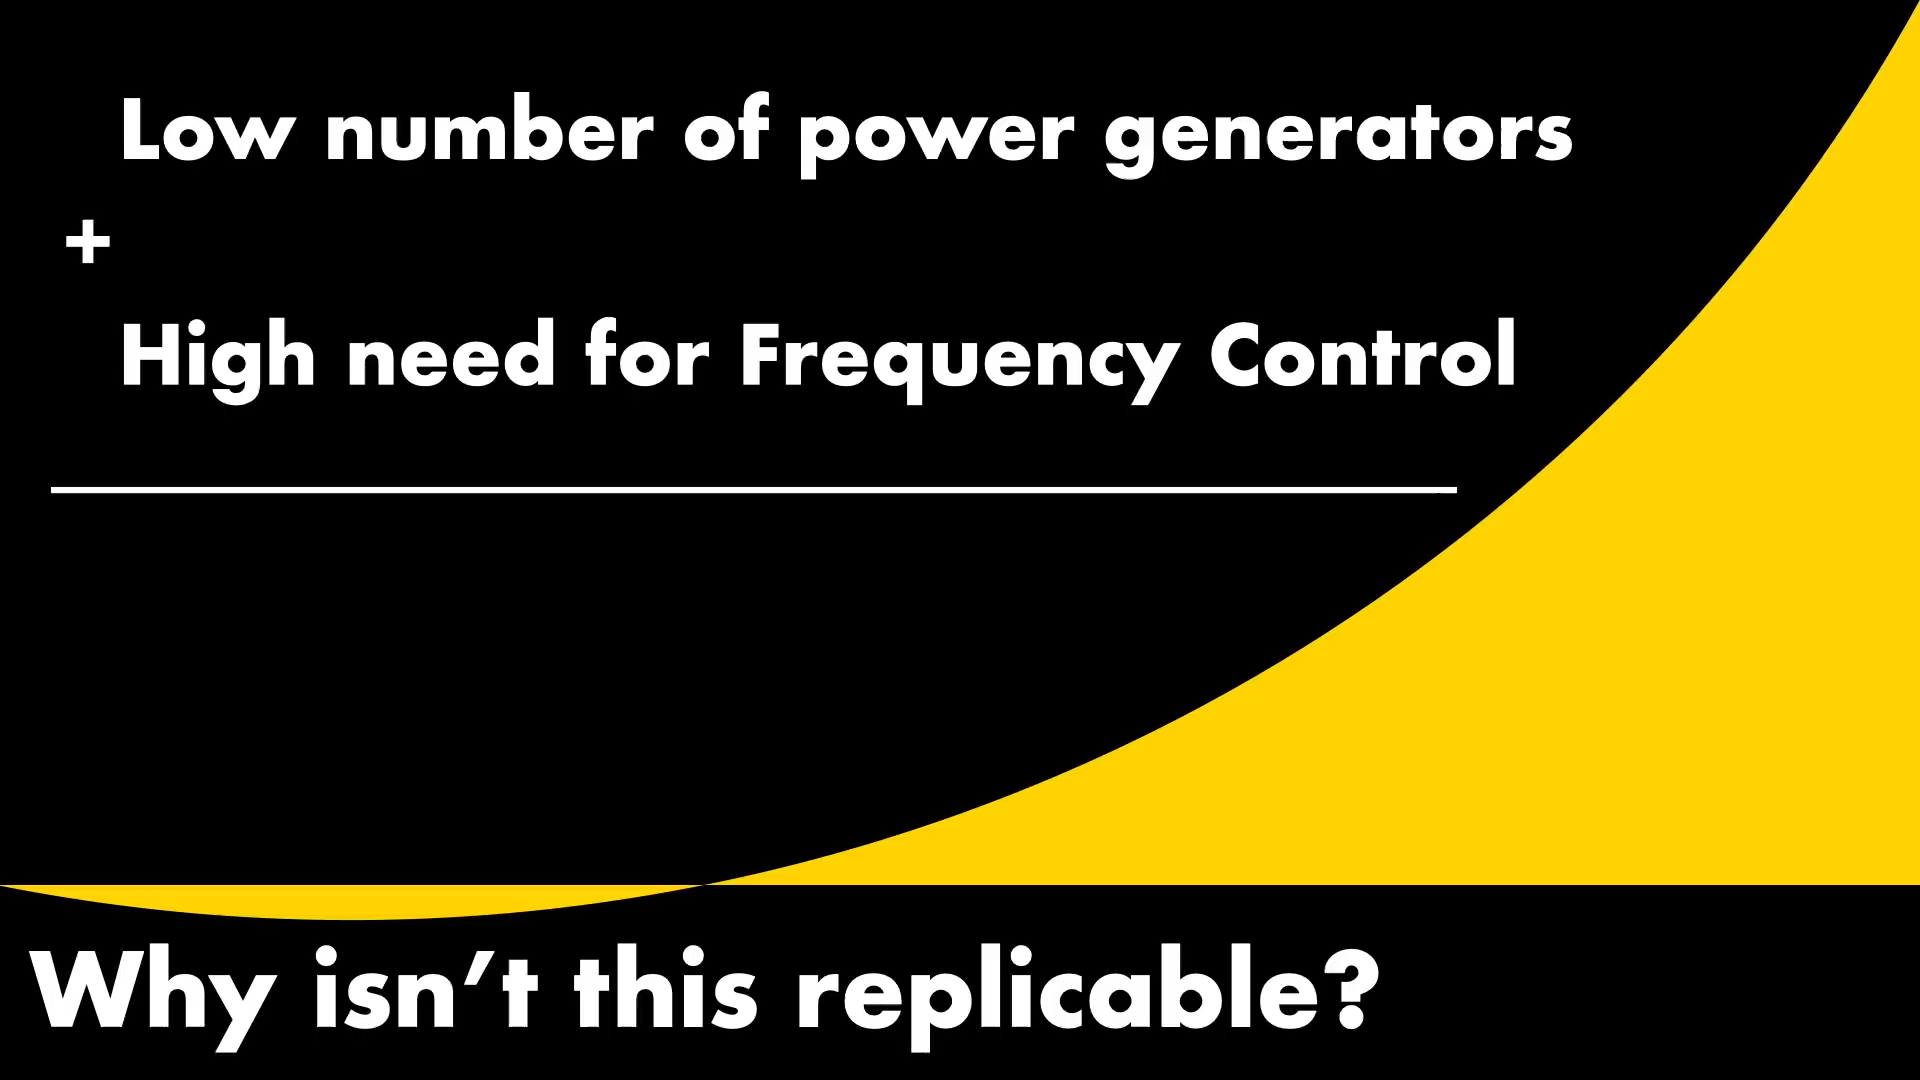 Low number of power generators
+
High need for Frequency Control
Why isn’t this replicable?